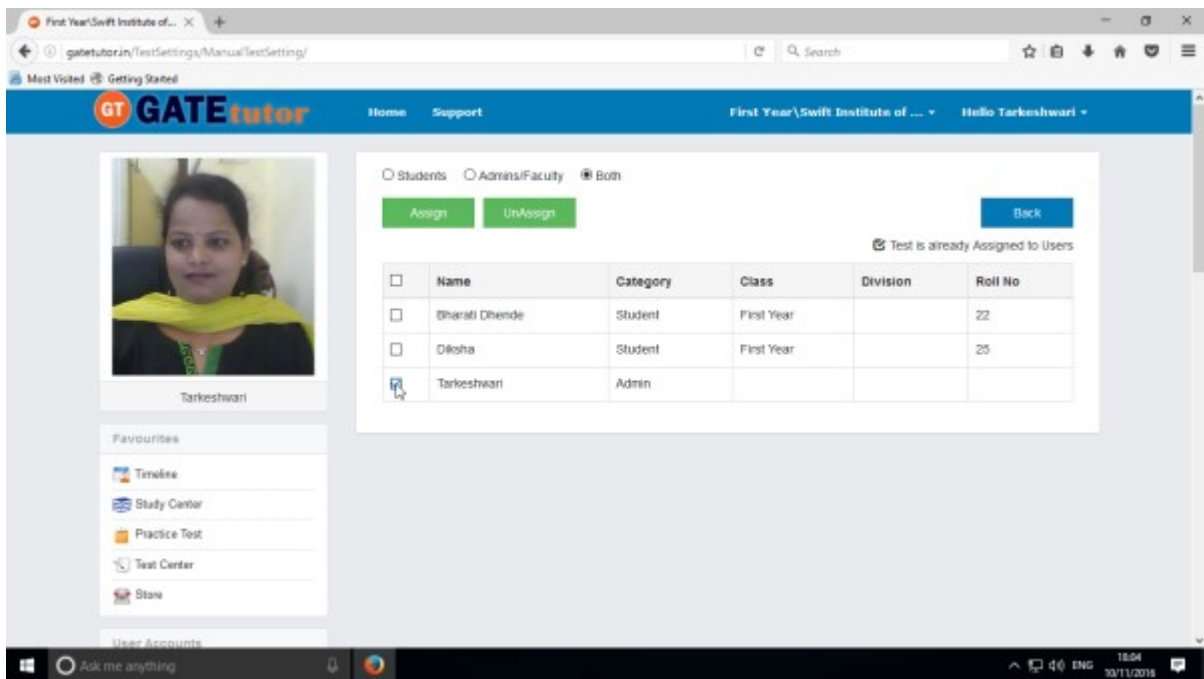 First Year\Swift Institute of...
gatetutor.in/TestSettings/ManualTestSetting/
Search
Most Visited Getting Started
GT GATEtutor Home Support First Year\Swift Institute of .... Hello Tarkeshwari
Students Admins/Faculty Both
Assign UnAssign Back
Test is already Assigned to Users
Name Category Class Division Roll No
Bharati Dhende Student First Year 22
Diksha Student First Year 25
Tarkeshwari Admin
Tarkeshwari
Favourites
Timeline
Study Center
Practice Test
Test Center
Store
User Accounts
Ask me anything ENG 18:04
10/11/2016